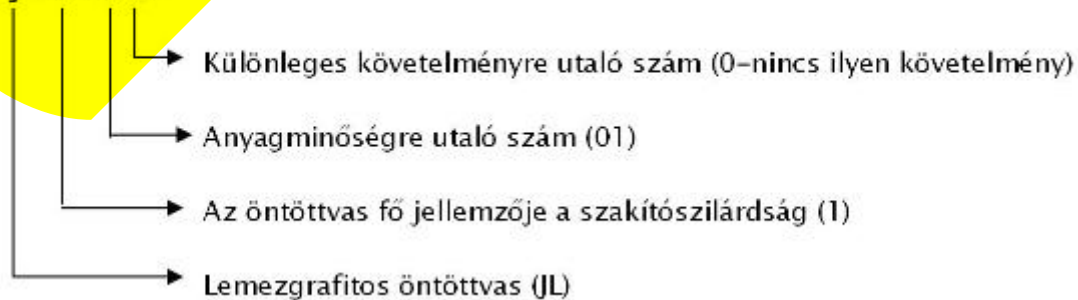 Különleges követelményre utaló szám (0-nincs ilyen követelmény)
Anyagminőségre utaló szám (01)
Az öntöttvas fő jellemzője a szakítószilárdság (1)
Lemezgrafitos öntöttvas (JL)